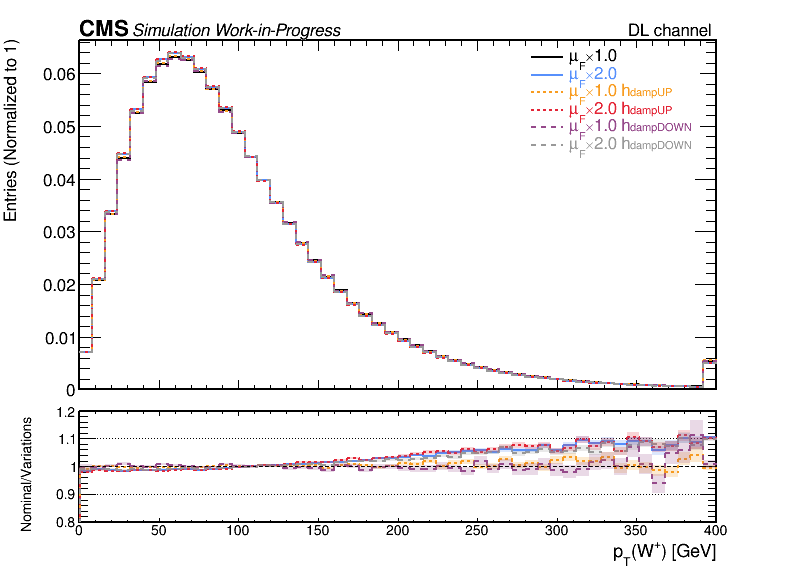 CMS Simulation Work-in-Progress DL channel
Entries (Normalized to 1)
0.06
0.05
0.04
0.03
0.02
0.01
0
μF×1.0
μF×2.0
μF×1.0 hdampUP
μF×2.0 hdampUP
μF×1.0 hdampDOWN
μF×2.0 hdampDOWN
Nominal/Variations
1.2
1.1
1
0.9
0.8
0 50 100 150 200 250 300 350 400
pT(W+) [GeV]